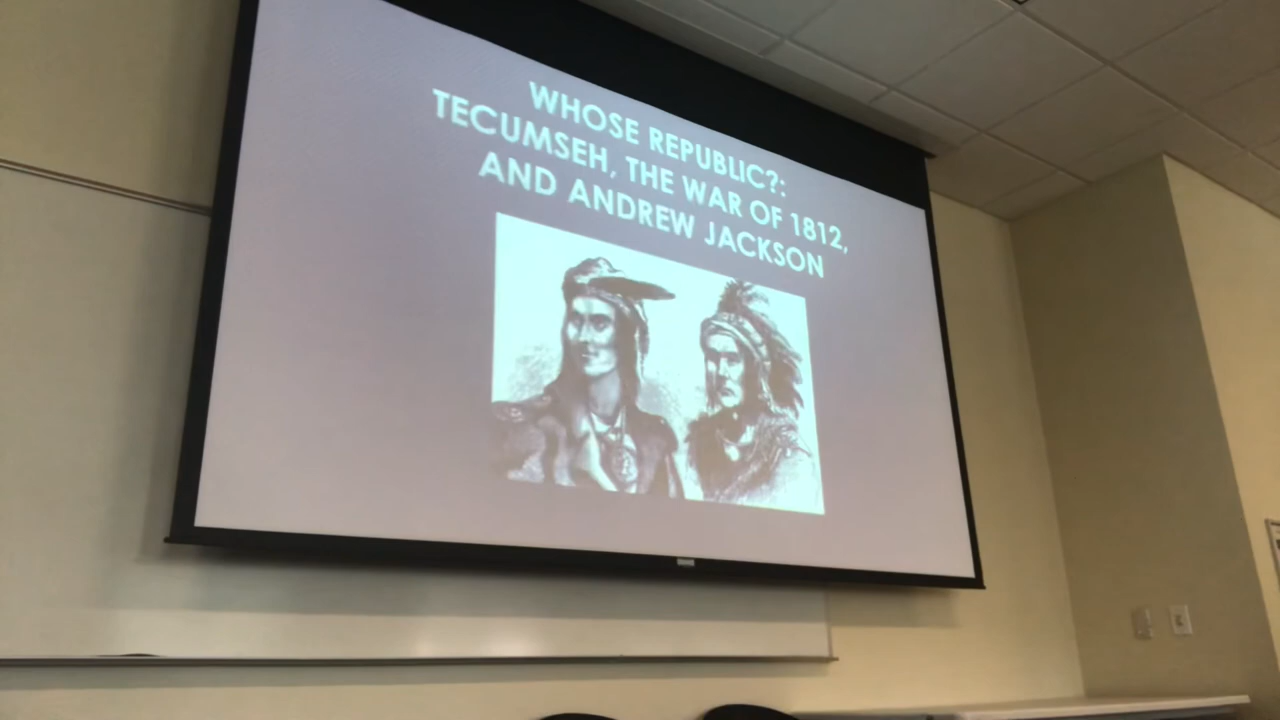 WHOSE REPUBLIC?:
TECUMSEH, THE WAR OF 1812,
AND ANDREW JACKSON